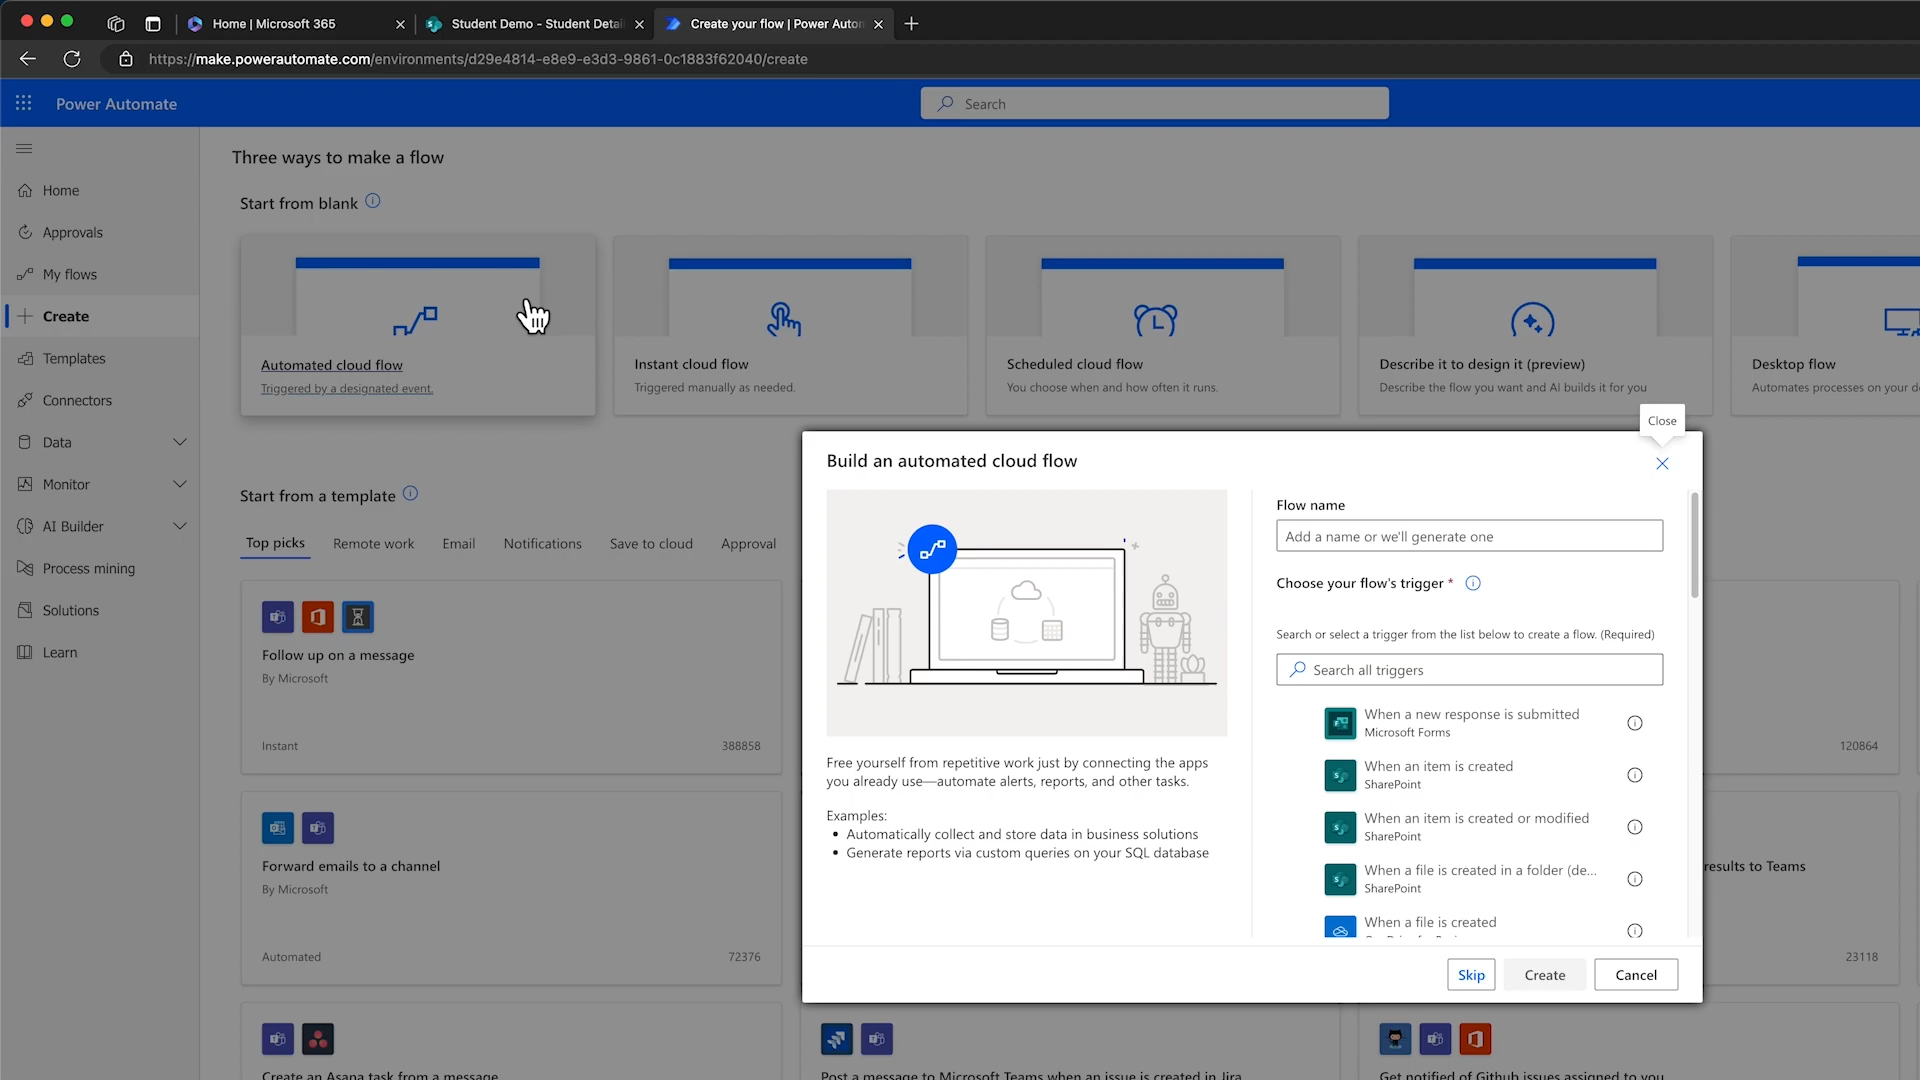 Home | Microsoft 365
Student Demo - Student Detail
Create your flow | Power Autom
https://make.powerautomate.com/environments/d29e4814-e8e9-e3d3-9861-0c1883f62040/create
Power Automate
Search
Home
Approvals
My flows
Create
Templates
Connectors
Data
Monitor
AI Builder
Process mining
Solutions
Learn
Three ways to make a flow
Start from blank
Automated cloud flow
Triggered by a designated event.
Instant cloud flow
Triggered manually as needed.
Scheduled cloud flow
You choose when and how often it runs.
Describe it to design it (preview)
Describe the flow you want and AI builds it for you
Desktop flow
Automates processes on your de
Start from a template
Top picks
Remote work
Email
Notifications
Save to cloud
Approval
Follow up on a message
By Microsoft
Instant
388858
Forward emails to a channel
By Microsoft
Automated
72376
Create an Asana task from a message
Post a message to Microsoft Teams when an issue is created in Jira
Get notified of Github issues assigned to you
120864
results to Teams
23118
Close
Build an automated cloud flow
Free yourself from repetitive work just by connecting the apps
you already use—automate alerts, reports, and other tasks.
Examples:
• Automatically collect and store data in business solutions
• Generate reports via custom queries on your SQL database
Flow name
Add a name or we'll generate one
Choose your flow's trigger *
Search or select a trigger from the list below to create a flow. (Required)
Search all triggers
When a new response is submitted
Microsoft Forms
When an item is created
SharePoint
When an item is created or modified
SharePoint
When a file is created in a folder (de...
SharePoint
When a file is created
Skip
Create
Cancel